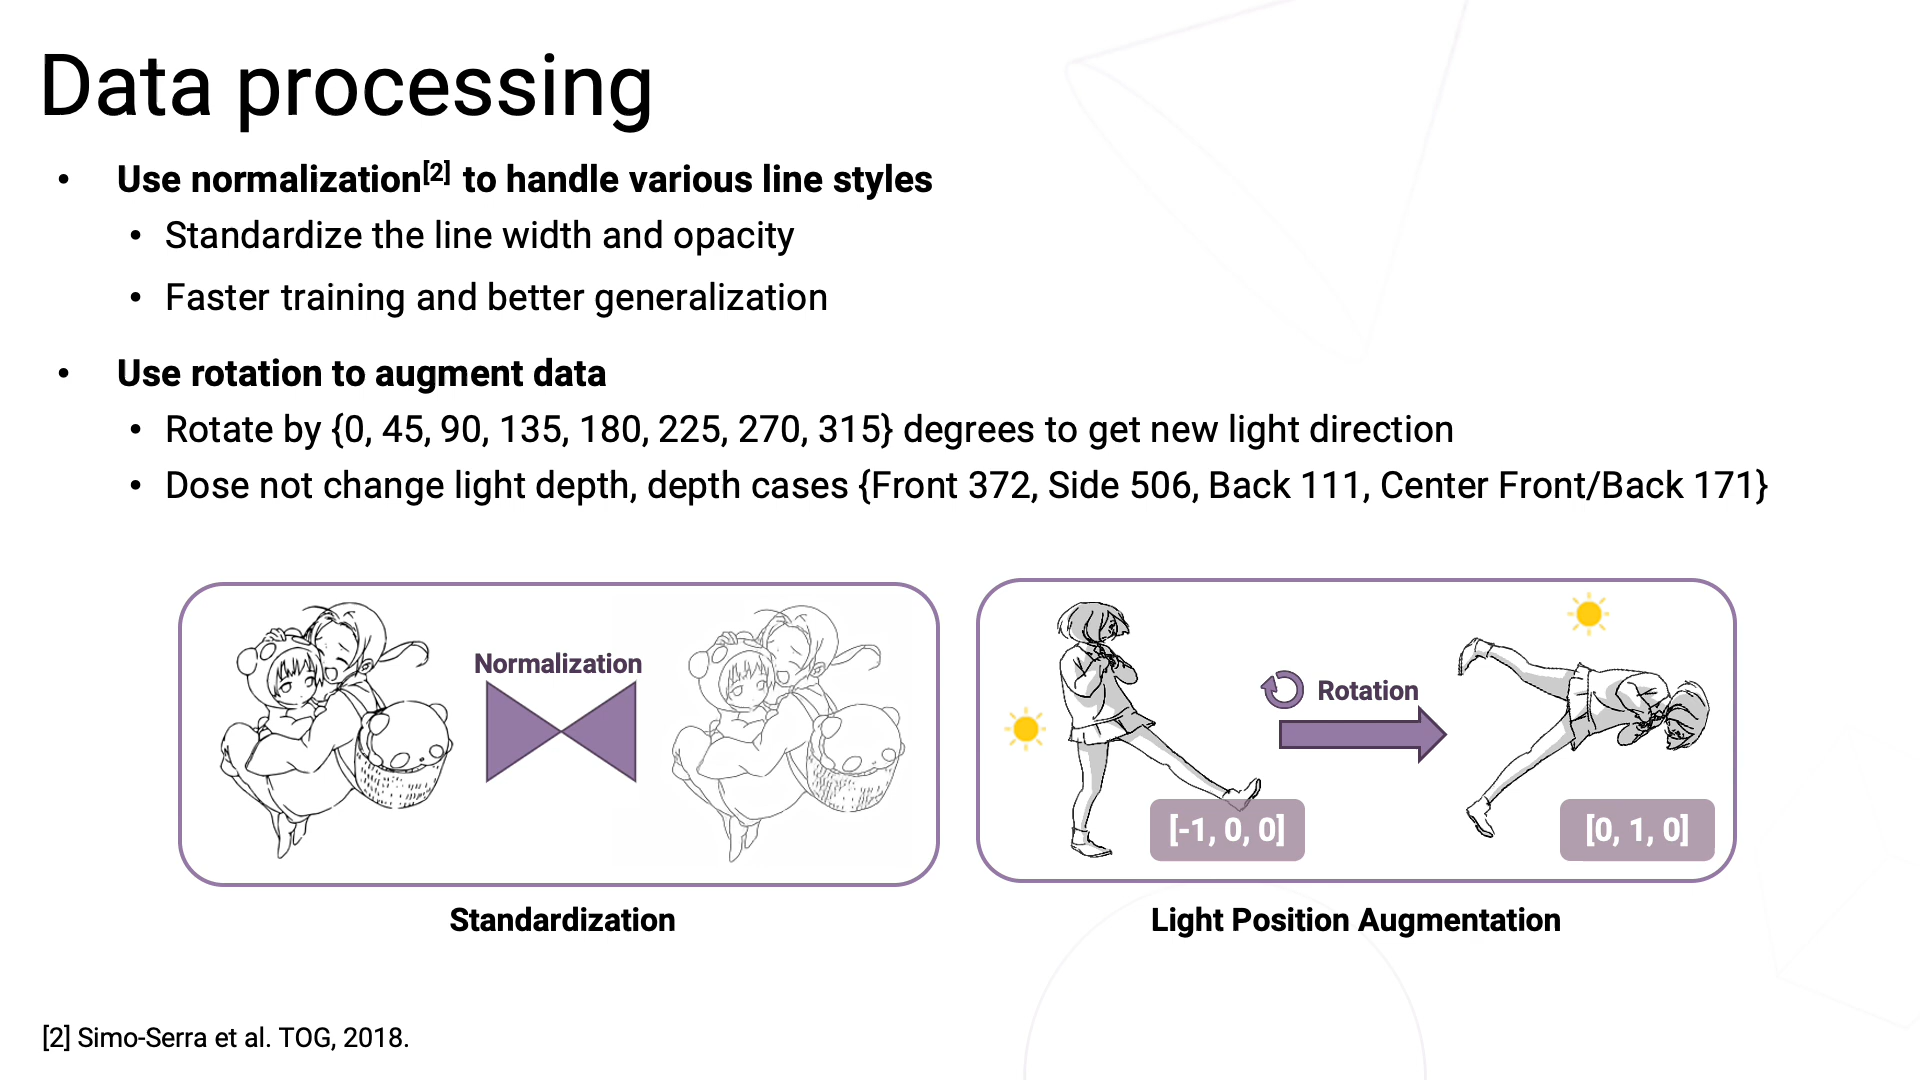 Data processing
• Use normalization[2] to handle various line styles
• Standardize the line width and opacity
• Faster training and better generalization
• Use rotation to augment data
• Rotate by {0, 45, 90, 135, 180, 225, 270, 315} degrees to get new light direction
• Dose not change light depth, depth cases {Front 372, Side 506, Back 111, Center Front/Back 171}
Normalization
Rotation
[-1, 0, 0]
[0, 1, 0]
Standardization
Light Position Augmentation
[2] Simo-Serra et al. TOG, 2018.